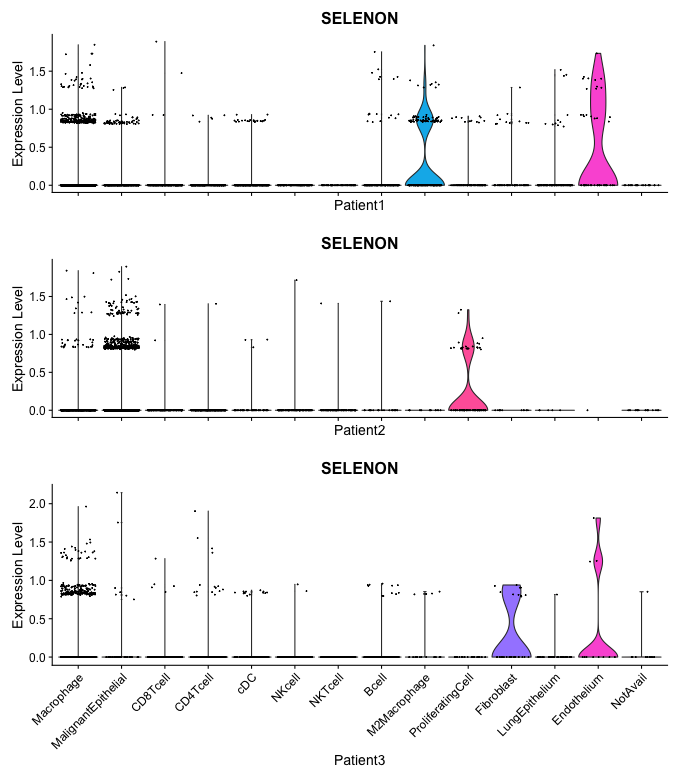 SELENON
Expression Level
1.5
1.0
0.5
0.0
Patient1
SELENON
Expression Level
1.5
1.0
0.5
0.0
Patient2
SELENON
Expression Level
2.0
1.5
1.0
0.5
0.0
Macrophage
MalignantEpithelial
CD8Tcell
CD4Tcell
cDC
NKcell
NKTcell
Bcell
M2Macrophage
ProliferatingCell
Fibroblast
LungEpithelium
Endothelium
NotAvail
Patient3